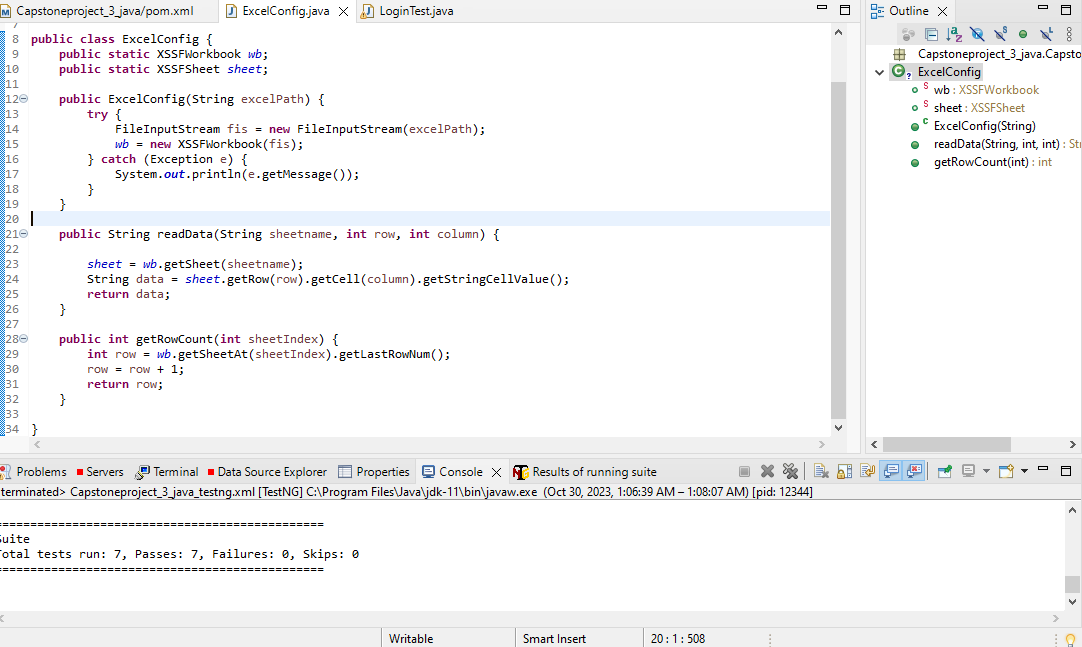 Capstoneproject_3_java/pom.xml ExcelConfig.java LoginTest.java Outline
8 public class ExcelConfig {
9 public static XSSFWorkbook wb;
10 public static XSSFSheet sheet;
11
12 public ExcelConfig(String excelPath) {
13 try {
14 FileInputStream fis = new FileInputStream(excelPath);
15 wb = new XSSFWorkbook(fis);
16 } catch (Exception e) {
17 System.out.println(e.getMessage());
18 }
19 }
20
21 public String readData(String sheetname, int row, int column) {
22
23 sheet = wb.getSheet(sheetname);
24 String data = sheet.getRow(row).getCell(column).getStringCellValue();
25 return data;
26 }
27
28 public int getRowCount(int sheetIndex) {
29 int row = wb.getSheetAt(sheetIndex).getLastRowNum();
30 row = row + 1;
31 return row;
32 }
33
34 }
Capstoneproject_3_java.Capsto
ExcelConfig
wb : XSSFWorkbook
sheet : XSSFSheet
ExcelConfig(String)
readData(String, int, int) : St
getRowCount(int) : int
Problems Servers Terminal Data Source Explorer Properties Console Results of running suite
terminated> Capstoneproject_3_java_testng.xml [TestNG] C:\Program Files\Java\jdk-11\bin\javaw.exe (Oct 30, 2023, 1:06:39 AM – 1:08:07 AM) [pid: 12344]
===============================================
Suite
Total tests run: 7, Passes: 7, Failures: 0, Skips: 0
===============================================
Writable Smart Insert 20 : 1 : 508